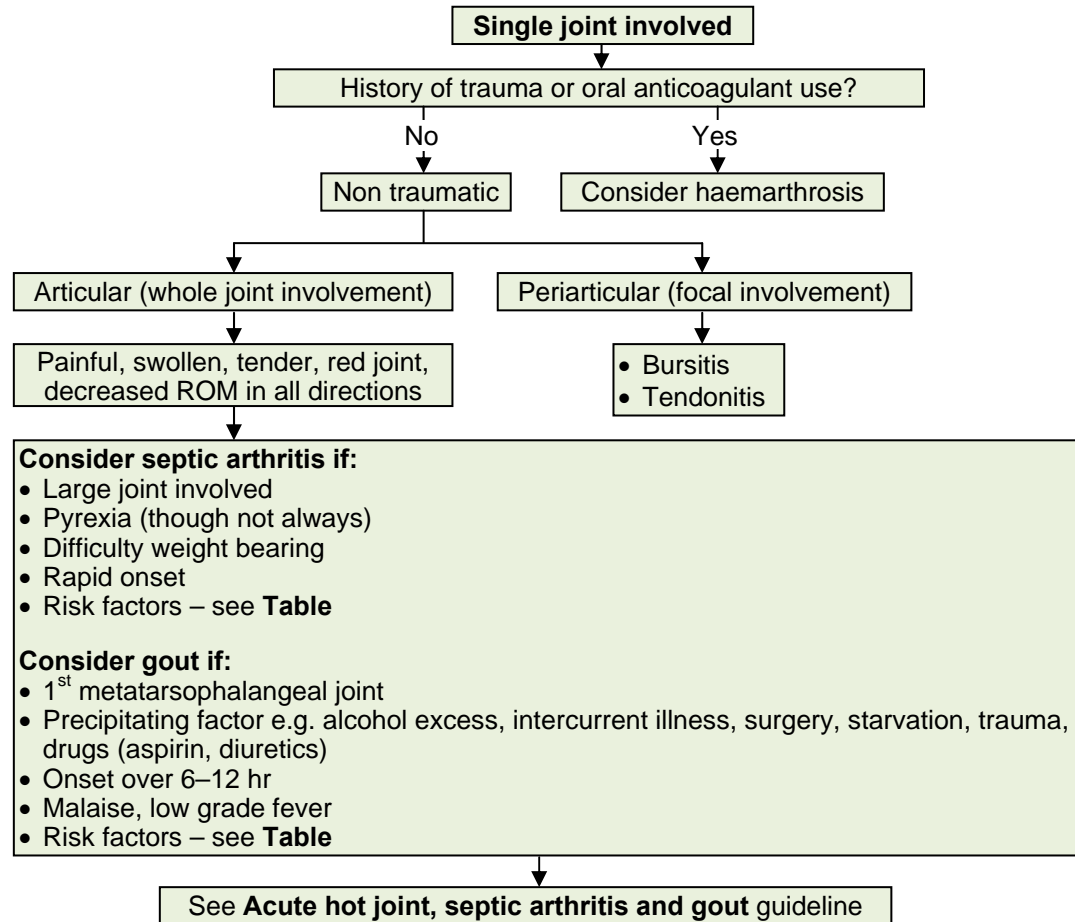 Single joint involved
History of trauma or oral anticoagulant use?
No
Yes
Non traumatic
Consider haemarthrosis
Articular (whole joint involvement)
Periarticular (focal involvement)
Painful, swollen, tender, red joint,
decreased ROM in all directions
• Bursitis
• Tendonitis
Consider septic arthritis if:
• Large joint involved
• Pyrexia (though not always)
• Difficulty weight bearing
• Rapid onset
• Risk factors – see Table
Consider gout if:
• 1st metatarsophalangeal joint
• Precipitating factor e.g. alcohol excess, intercurrent illness, surgery, starvation, trauma,
drugs (aspirin, diuretics)
• Onset over 6–12 hr
• Malaise, low grade fever
• Risk factors – see Table
See Acute hot joint, septic arthritis and gout guideline